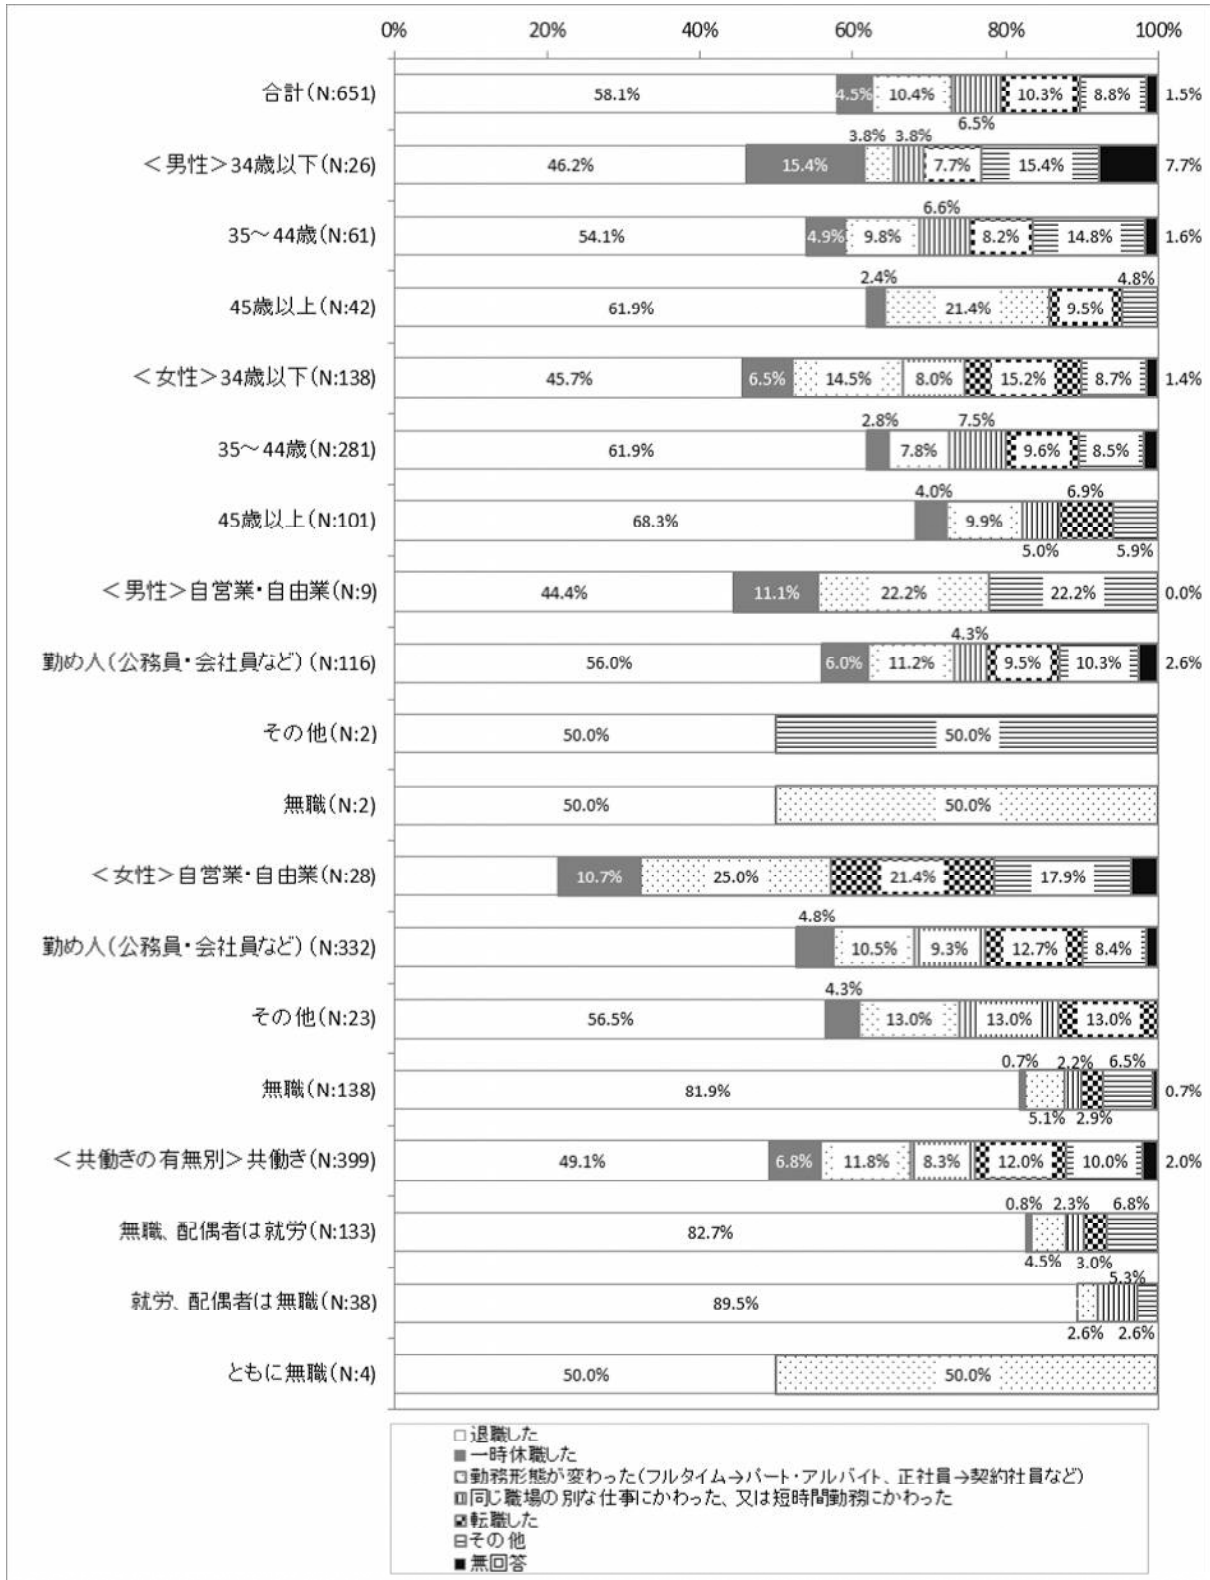 0% 20% 40% 60% 80% 100%
合計(N:651) 58.1% 4.5% 10.4% 10.3% 8.8% 1.5%
6.5%
3.8% 3.8%
＜男性＞34歳以下(N:26) 46.2% 15.4% 7.7% 15.4% 7.7%
6.6%
35～44歳(N:61) 54.1% 4.9% 9.8% 8.2% 14.8% 1.6%
2.4% 4.8%
45歳以上(N:42) 61.9% 21.4% 9.5%
＜女性＞34歳以下(N:138) 45.7% 6.5% 14.5% 8.0% 15.2% 8.7% 1.4%
2.8% 7.5%
35～44歳(N:281) 61.9% 7.8% 9.6% 8.5%
4.0% 6.9%
45歳以上(N:101) 68.3% 9.9%
5.0% 5.9%
＜男性＞自営業・自由業(N:9) 44.4% 11.1% 22.2% 22.2% 0.0%
4.3%
勤め人(公務員・会社員など) (N:116) 56.0% 6.0% 11.2% 9.5% 10.3% 2.6%
その他(N:2) 50.0% 50.0%
無職(N:2) 50.0% 50.0%
＜女性＞自営業・自由業(N:28) 10.7% 25.0% 21.4% 17.9%
4.8%
勤め人(公務員・会社員など) (N:332) 10.5% 9.3% 12.7% 8.4%
4.3%
その他(N:23) 56.5% 13.0% 13.0% 13.0%
0.7% 2.2% 6.5%
無職(N:138) 81.9% 0.7%
5.1% 2.9%
＜共働きの有無別＞共働き(N:399) 49.1% 6.8% 11.8% 8.3% 12.0% 10.0% 2.0%
0.8% 2.3% 6.8%
無職、配偶者は就労(N:133) 82.7%
4.5% 3.0%
5.3%
就労、配偶者は無職(N:38) 89.5%
2.6% 2.6%
ともに無職(N:4) 50.0% 50.0%
退職した
一時休職した
勤務形態が変わった(フルタイム→パート・アルバイト、正社員→契約社員など)
同じ職場の別な仕事にかわった、又は短時間勤務にかわった
転職した
その他
無回答